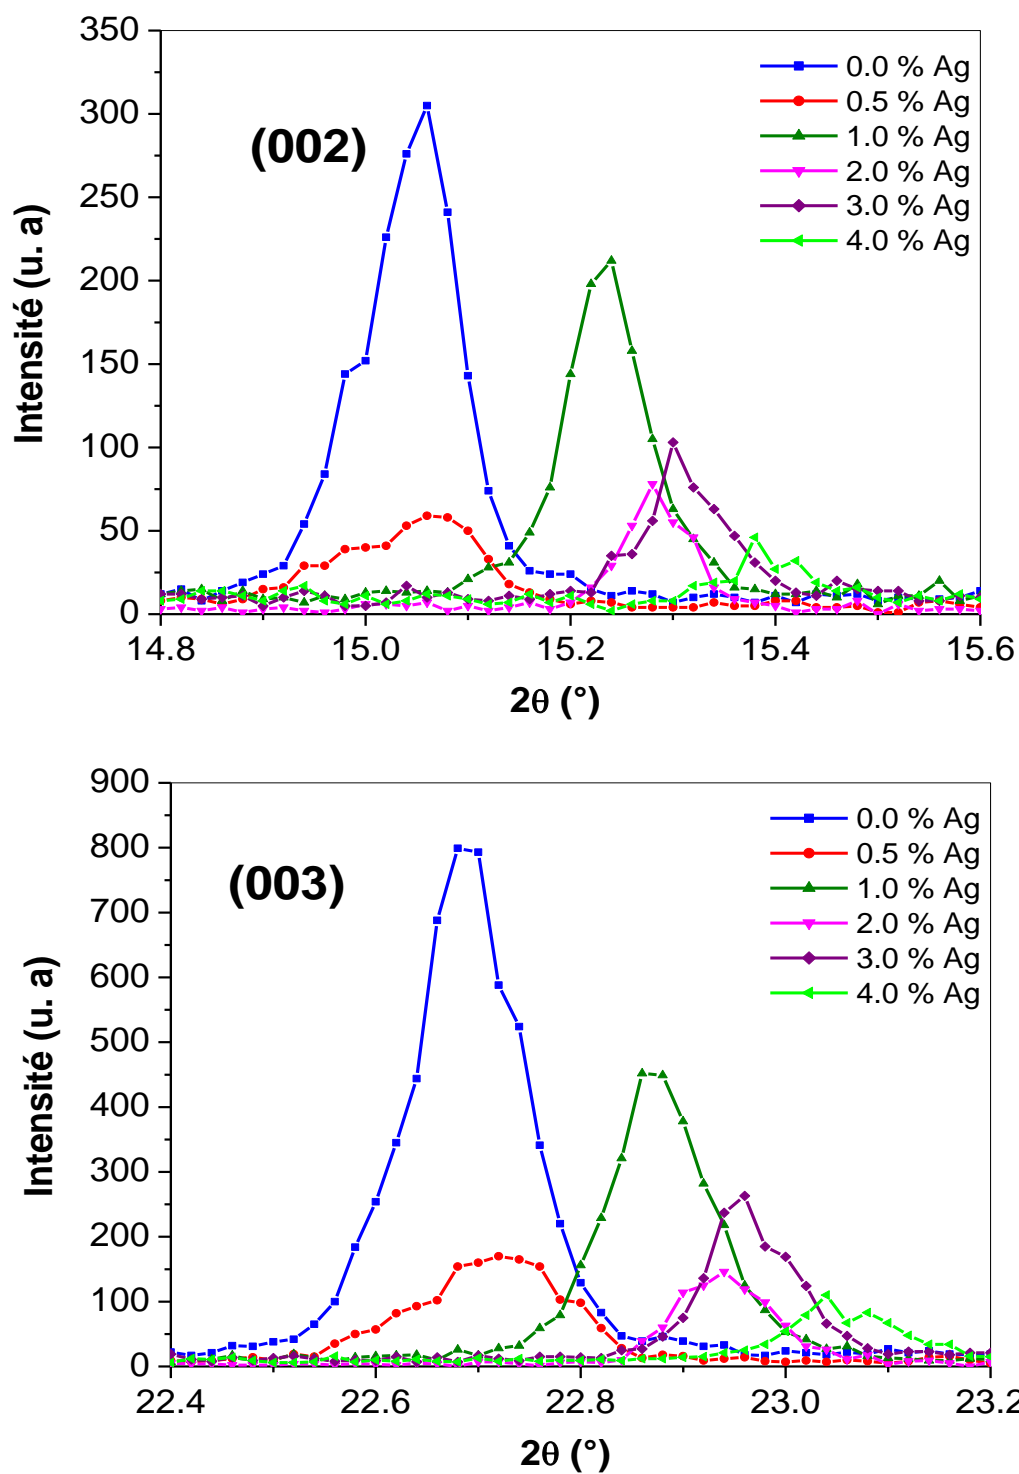 350
300
250
200
150
100
50
0
Intensité (u. a)
(002)
0.0 % Ag
0.5 % Ag
1.0 % Ag
2.0 % Ag
3.0 % Ag
4.0 % Ag
14.8 15.0 15.2 15.4 15.6
2θ (°)
900
800
700
600
500
400
300
200
100
0
Intensité (u. a)
(003)
0.0 % Ag
0.5 % Ag
1.0 % Ag
2.0 % Ag
3.0 % Ag
4.0 % Ag
22.4 22.6 22.8 23.0 23.2
2θ (°)